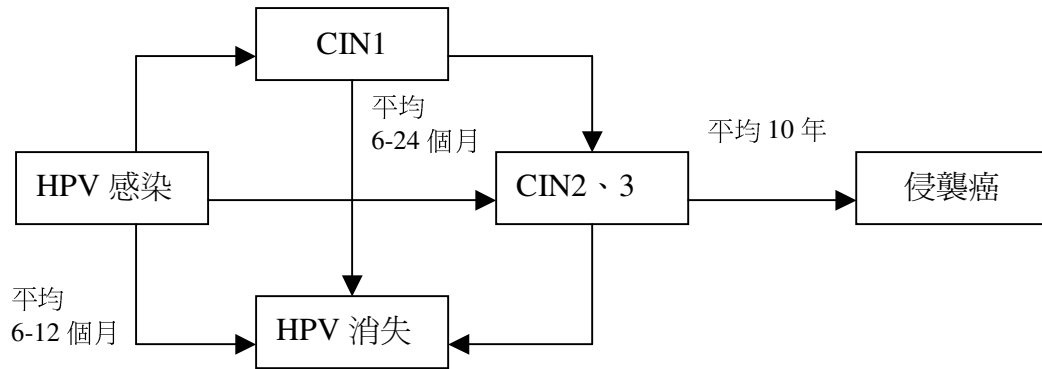 CIN1
平均
6-24 個月
平均 10 年
HPV 感染
CIN2、3
侵襲癌
平均
6-12 個月
HPV 消失